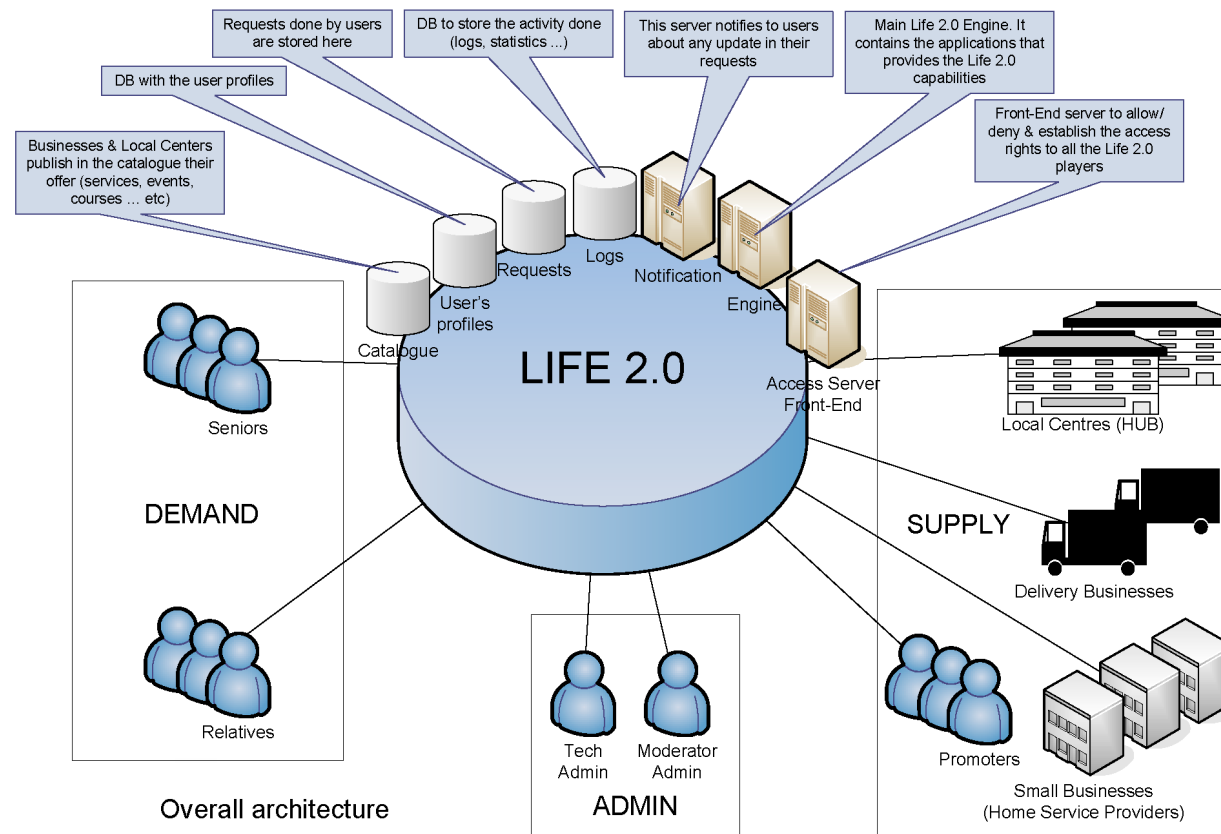 Requests done by users
are stored here
DB to store the activity done
(logs, statistics ...)
This server notifies to users
about any update in their
requests
Main Life 2.0 Engine. It
contains the applications that
provides the Life 2.0
capabilities
DB with the user profiles
Front-End server to allow/
deny & establish the access
rights to all the Life 2.0
players
Businesses & Local Centers
publish in the catalogue their
offer (services, events,
courses ... etc)
Catalogue
User's
profiles
Requests
Logs
Notification
Engine
Access Server
Front-End
LIFE 2.0
Seniors
DEMAND
Relatives
Local Centres (HUB)
SUPPLY
Delivery Businesses
Promoters
Small Businesses
(Home Service Providers)
Tech
Admin
Moderator
Admin
ADMIN
Overall architecture